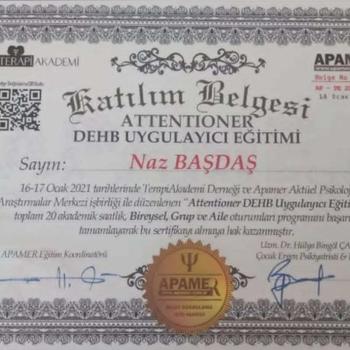 TERAPİ AKADEMİ
APAMER
Belge No
Katılım Belgesi
ATTENTIONER
DEHB UYGULAYICI EĞİTİMİ
Sayın: Naz BAŞDAŞ
16-17 Ocak 2021 tarihlerinde TerapiAkademi Derneği ve Apamer Aktüel Psikoloji
Araştırmalar Merkezi işbirliği ile düzenlenen "Attentioner DEHB Uygulayıcı Eğiti
toplam 20 akademik saatlik, Bireysel, Grup ve Aile oturumları programını başarı
tamamlayarak bu sertifikayı almaya hak kazanmıştır.
Uzm. Dr. Hülya Bingöl ÇA
APAMER Eğitim Koordinatörü
Çocuk Ergen Psikiyatristi &
APAMER